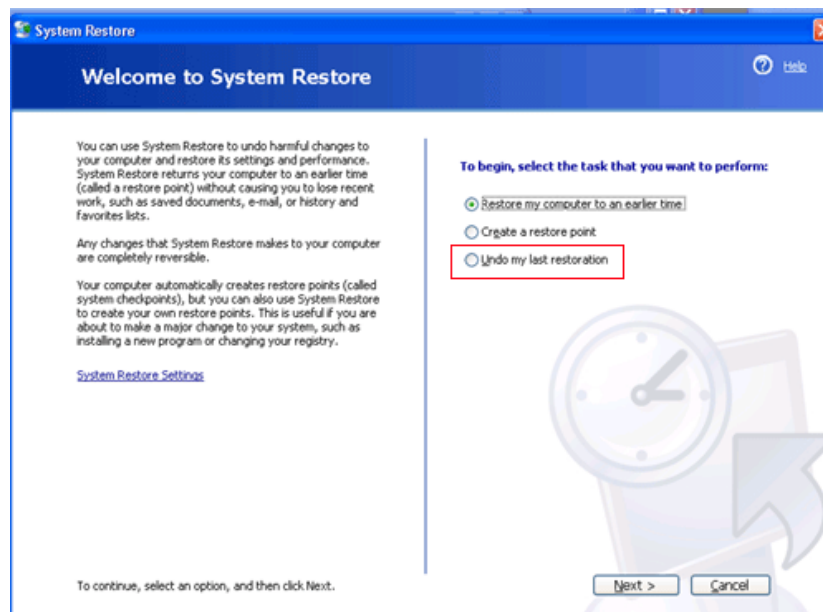 System Restore
Welcome to System Restore
Help
You can use System Restore to undo harmful changes to
your computer and restore its settings and performance.
System Restore returns your computer to an earlier time
(called a restore point) without causing you to lose recent
work, such as saved documents, e-mail, or history and
favorites lists.
Any changes that System Restore makes to your computer
are completely reversible.
Your computer automatically creates restore points (called
system checkpoints), but you can also use System Restore
to create your own restore points. This is useful if you are
about to make a major change to your system, such as
installing a new program or changing your registry.
System Restore Settings
To begin, select the task that you want to perform:
Restore my computer to an earlier time
Create a restore point
Undo my last restoration
To continue, select an option, and then click Next.
Next >
Cancel